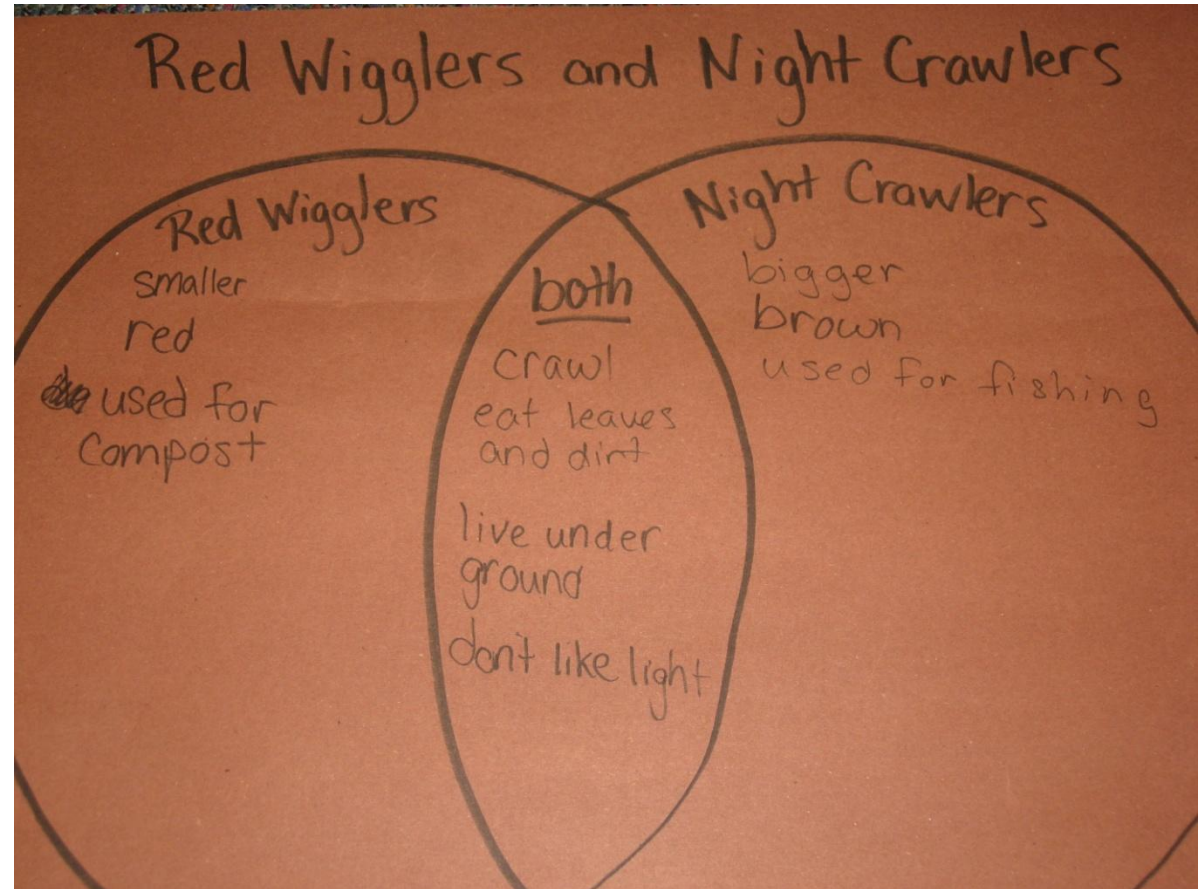 Red Wigglers and Night Crawlers
Red Wigglers
smaller
red
used for
compost
both
crawl
eat leaves
and dirt
live under
ground
don't like light
Night Crawlers
bigger
brown
used for fishing